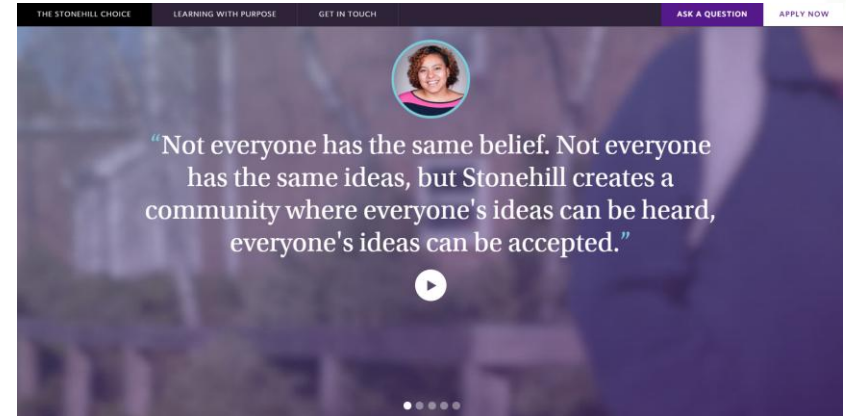 THE STONEHILL CHOICE LEARNING WITH PURPOSE GET IN TOUCH ASK A QUESTION APPLY NOW
“Not everyone has the same belief. Not everyone
has the same ideas, but Stonehill creates a
community where everyone's ideas can be heard,
everyone's ideas can be accepted.”